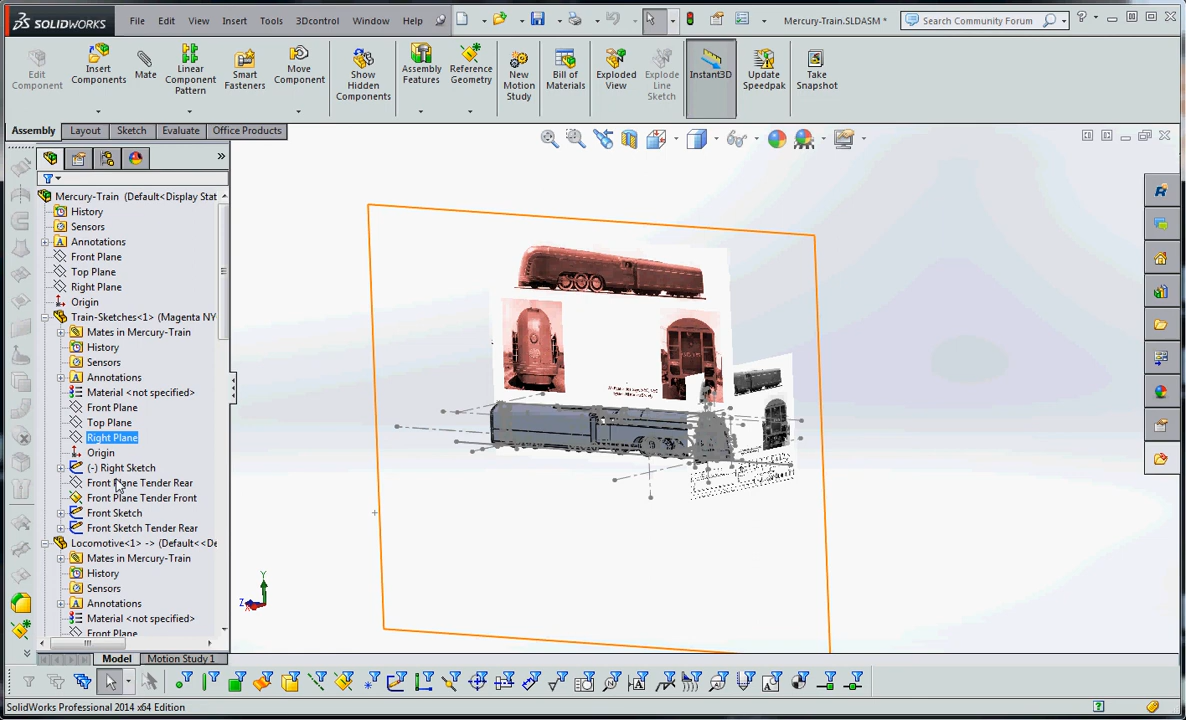 SOLIDWORKS File Edit View Insert Tools 3Dcontrol Window Help Mercury-Train.SLDASM * Search Community Forum
Edit Component
Insert Components
Mate
Linear Component Pattern
Smart Fasteners
Move Component
Show Hidden Components
Assembly Features
Reference Geometry
New Motion Study
Bill of Materials
Exploded View
Explode Line Sketch
Instant3D
Update Speedpak
Take Snapshot
Assembly Layout Sketch Evaluate Office Products
Mercury-Train (Default<Display Stat
History
Sensors
Annotations
Front Plane
Top Plane
Right Plane
Origin
Train-Sketches<1> (Magenta NY
Mates in Mercury-Train
History
Sensors
Annotations
Material <not specified>
Front Plane
Top Plane
Right Plane
Origin
(-) Right Sketch
Front Plane Tender Rear
Front Plane Tender Front
Front Sketch
Front Sketch Tender Rear
Locomotive<1> -> (Default<<De
Mates in Mercury-Train
History
Sensors
Annotations
Material <not specified>
Front Plane
Y
Z
Model Motion Study 1
SolidWorks Professional 2014 x64 Edition